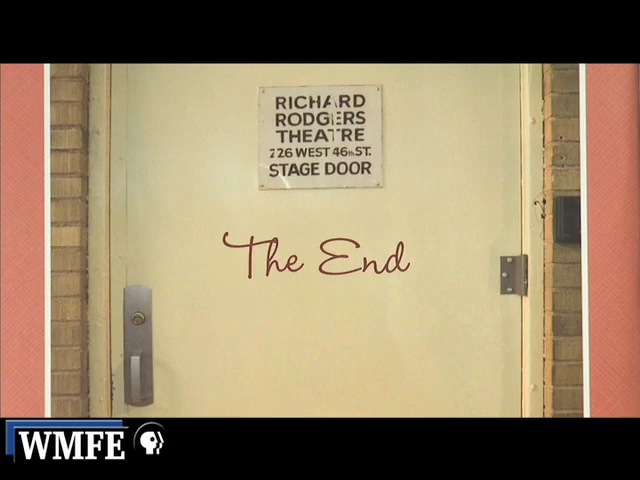 RICHARD
RODGERS
THEATRE
226 WEST 46th ST.
STAGE DOOR
The End
WMFE